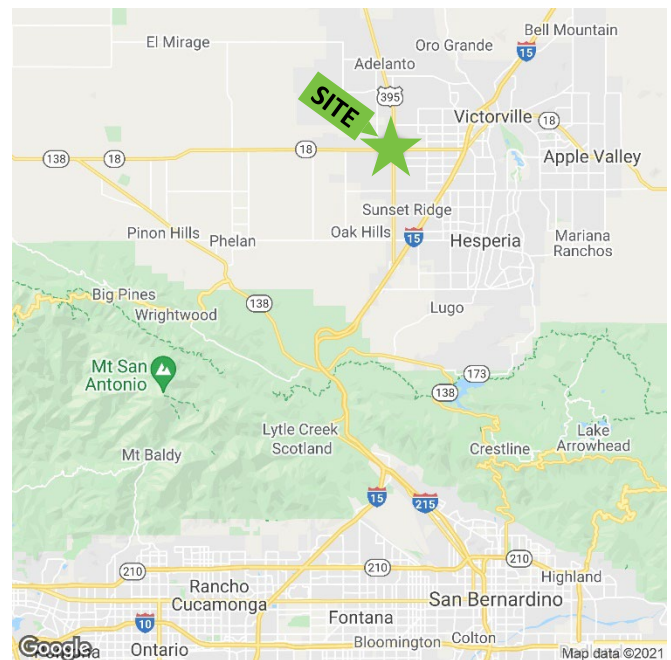 Bell Mountain
El Mirage
Oro Grande
15
Adelanto
395
SITE
Victorville
18
138
18
18
Apple Valley
Sunset Ridge
Pinon Hills
Phelan
Oak Hills
15
Hesperia
Mariana
Ranchos
Big Pines
138
Lugo
Wrightwood
Mt San
Antonio
173
138
Lytle Creek
Scotland
Crestline
Lake
Arrowhead
Mt Baldy
15
215
210
210
210
Highland
Rancho
Cucamonga
San Bernardino
10
Fontana
Ontario
Bloomington
Colton
Google
Map data ©2021